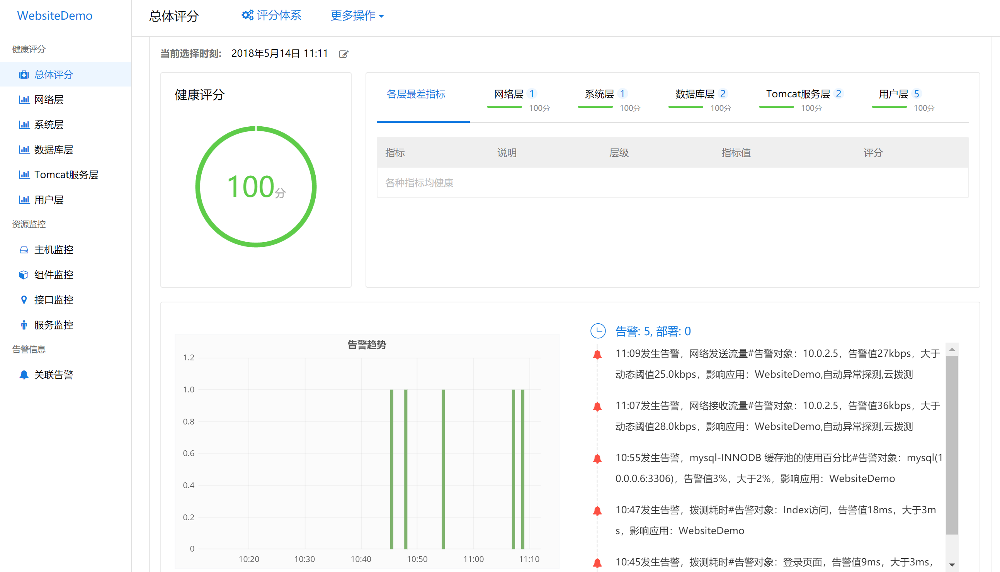 WebsiteDemo
总体评分
评分体系
更多操作
健康评分
总体评分
网络层
系统层
数据库层
Tomcat服务层
用户层
资源监控
主机监控
组件监控
接口监控
服务监控
告警信息
关联告警
当前选择时刻: 2018年5月14日 11:11
健康评分
100分
各层最差指标
网络层 1
100分
系统层 1
100分
数据库层 2
100分
Tomcat服务层 2
100分
用户层 5
100分
指标 说明 层级 指标值 评分
各种指标均健康
告警趋势
1.2
1.0
0.8
0.6
0.4
0.2
0
10:20 10:30 10:40 10:50 11:00 11:10
告警: 5, 部署: 0
11:09发生告警，网络发送流量#告警对象：10.0.2.5，告警值27kbps，大于
动态阈值25.0kbps，影响应用：WebsiteDemo,自动异常探测,云拨测
11:07发生告警，网络接收流量#告警对象：10.0.2.5，告警值36kbps，大于
动态阈值28.0kbps，影响应用：WebsiteDemo,自动异常探测,云拨测
10:55发生告警，mysql-INNODB 缓存池的使用百分比#告警对象：mysql(1
0.0.0.6:3306)，告警值3%，大于2%，影响应用：WebsiteDemo
10:47发生告警，拨测耗时#告警对象：Index访问，告警值18ms，大于3m
s，影响应用：WebsiteDemo
10:45发生告警，拨测耗时#告警对象：登录页面，告警值9ms，大于3ms，